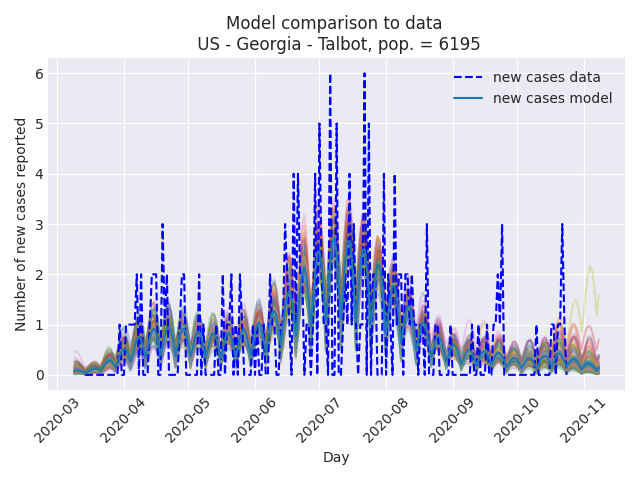 Model comparison to data
US - Georgia - Talbot, pop. = 6195
Number of new cases reported
6
5
4
3
2
1
0
new cases data
new cases model
2020-03
2020-04
2020-05
2020-06
2020-07
2020-08
2020-09
2020-10
2020-11
Day